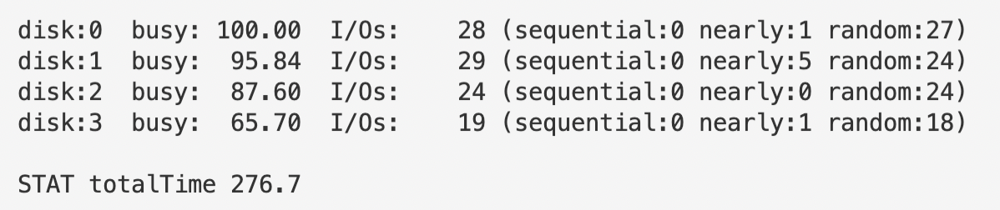 disk:0  busy: 100.00  I/Os:    28 (sequential:0 nearly:1 random:27)
disk:1  busy:  95.84  I/Os:    29 (sequential:0 nearly:5 random:24)
disk:2  busy:  87.60  I/Os:    24 (sequential:0 nearly:0 random:24)
disk:3  busy:  65.70  I/Os:    19 (sequential:0 nearly:1 random:18)
STAT totalTime 276.7